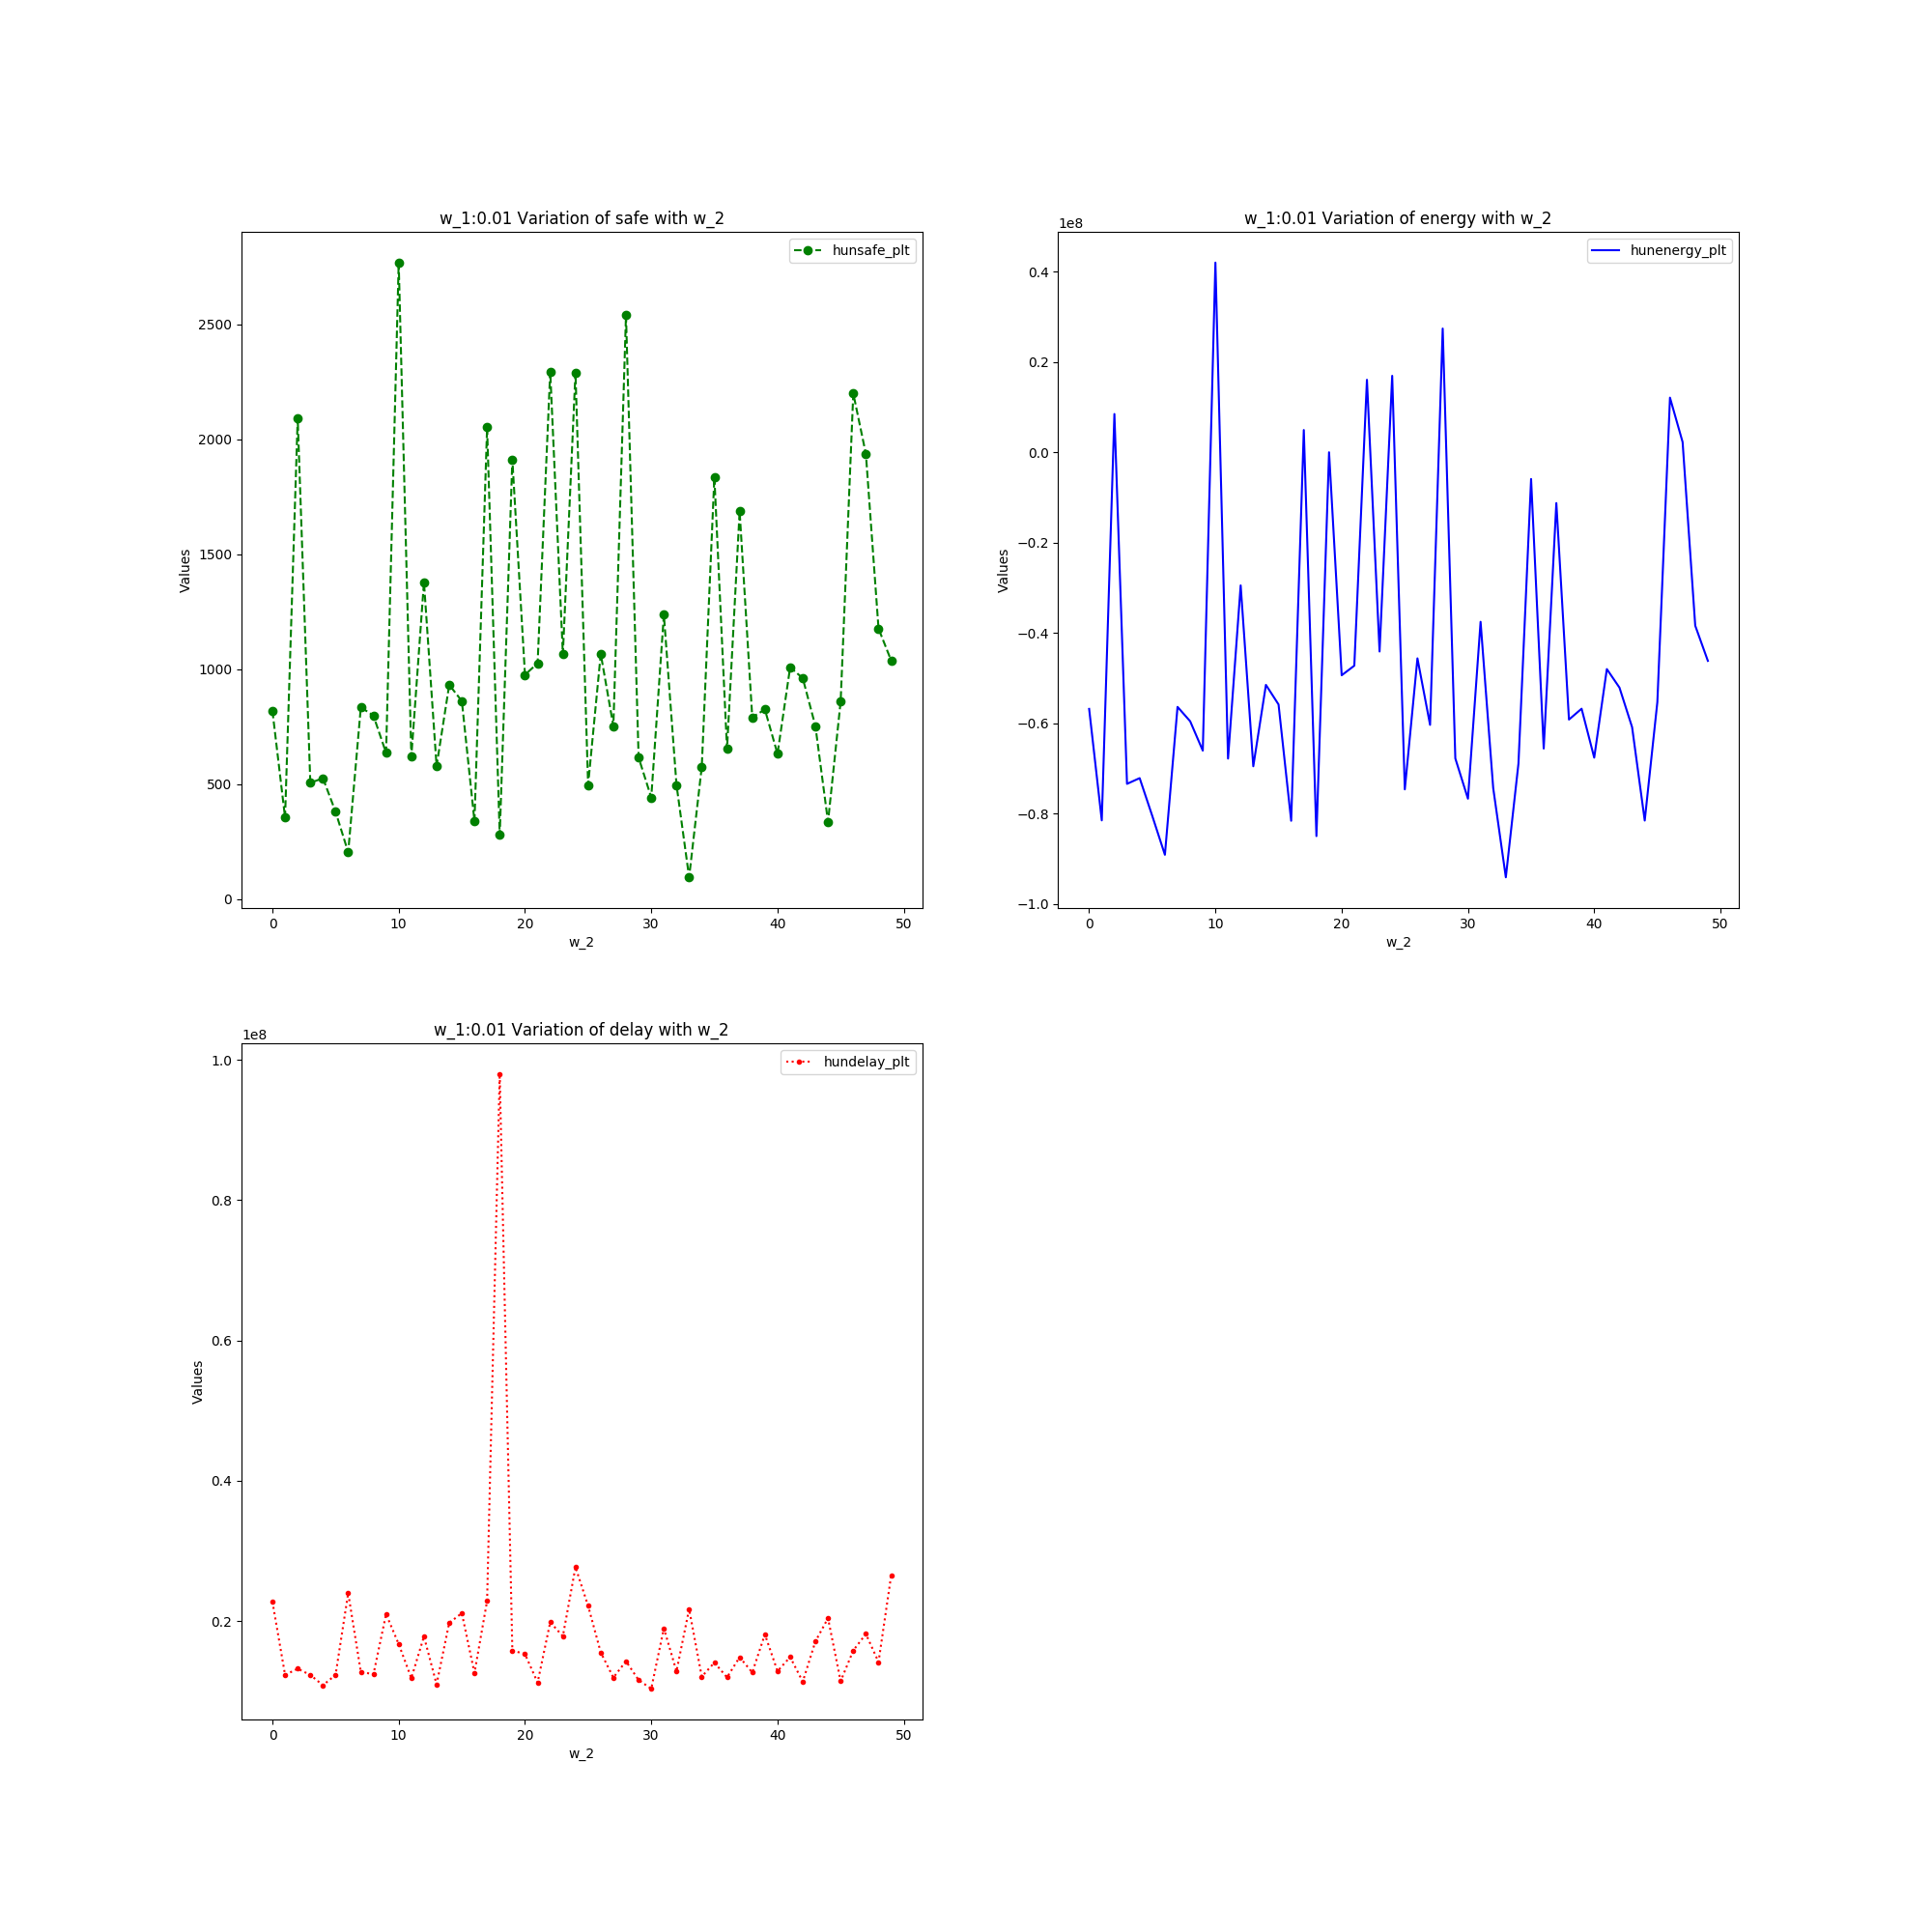 w_1:0.01 Variation of safe with w_2
hunsafe_plt
2500
2000
1500
1000
500
0
Values
0 10 20 30 40 50
w_2
w_1:0.01 Variation of energy with w_2
1e8
hunenergy_plt
0.4
0.2
0.0
−0.2
−0.4
−0.6
−0.8
−1.0
Values
0 10 20 30 40 50
w_2
w_1:0.01 Variation of delay with w_2
1e8
hundelay_plt
1.0
0.8
0.6
0.4
0.2
Values
0 10 20 30 40 50
w_2